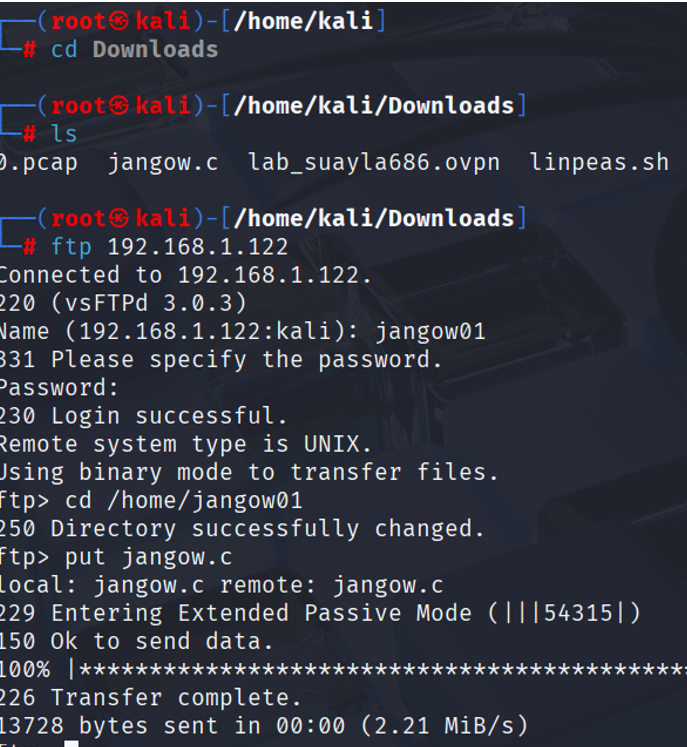 ┌──(root㉿kali)-[/home/kali]
└─# cd Downloads
┌──(root㉿kali)-[/home/kali/Downloads]
└─# ls
0.pcap  jangow.c  lab_suayla686.ovpn  linpeas.sh
┌──(root㉿kali)-[/home/kali/Downloads]
└─# ftp 192.168.1.122
Connected to 192.168.1.122.
220 (vsFTPd 3.0.3)
Name (192.168.1.122:kali): jangow01
331 Please specify the password.
Password:
230 Login successful.
Remote system type is UNIX.
Using binary mode to transfer files.
ftp> cd /home/jangow01
250 Directory successfully changed.
ftp> put jangow.c
local: jangow.c remote: jangow.c
229 Entering Extended Passive Mode (|||54315|)
150 Ok to send data.
100% |*******************************************
226 Transfer complete.
13728 bytes sent in 00:00 (2.21 MiB/s)
ftp>